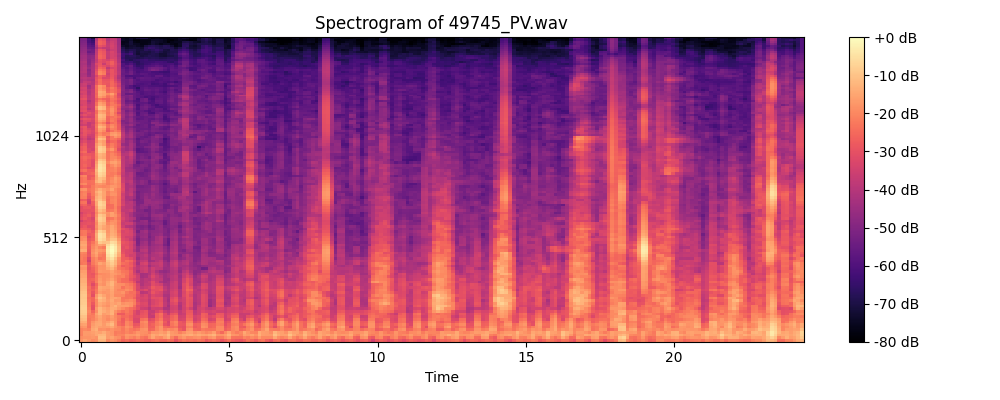 Spectrogram of 49745_PV.wav
Hz
1024
512
0
0 5 10 15 20
Time
+0 dB
-10 dB
-20 dB
-30 dB
-40 dB
-50 dB
-60 dB
-70 dB
-80 dB